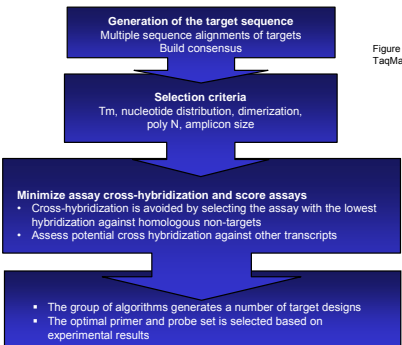 Generation of the target sequence
Multiple sequence alignments of targets
Build consensus
Figure
TaqMa
Selection criteria
Tm, nucleotide distribution, dimerization,
poly N, amplicon size
Minimize assay cross-hybridization and score assays
• Cross-hybridization is avoided by selecting the assay with the lowest
hybridization against homologous non-targets
• Assess potential cross hybridization against other transcripts
▪ The group of algorithms generates a number of target designs
▪ The optimal primer and probe set is selected based on
experimental results